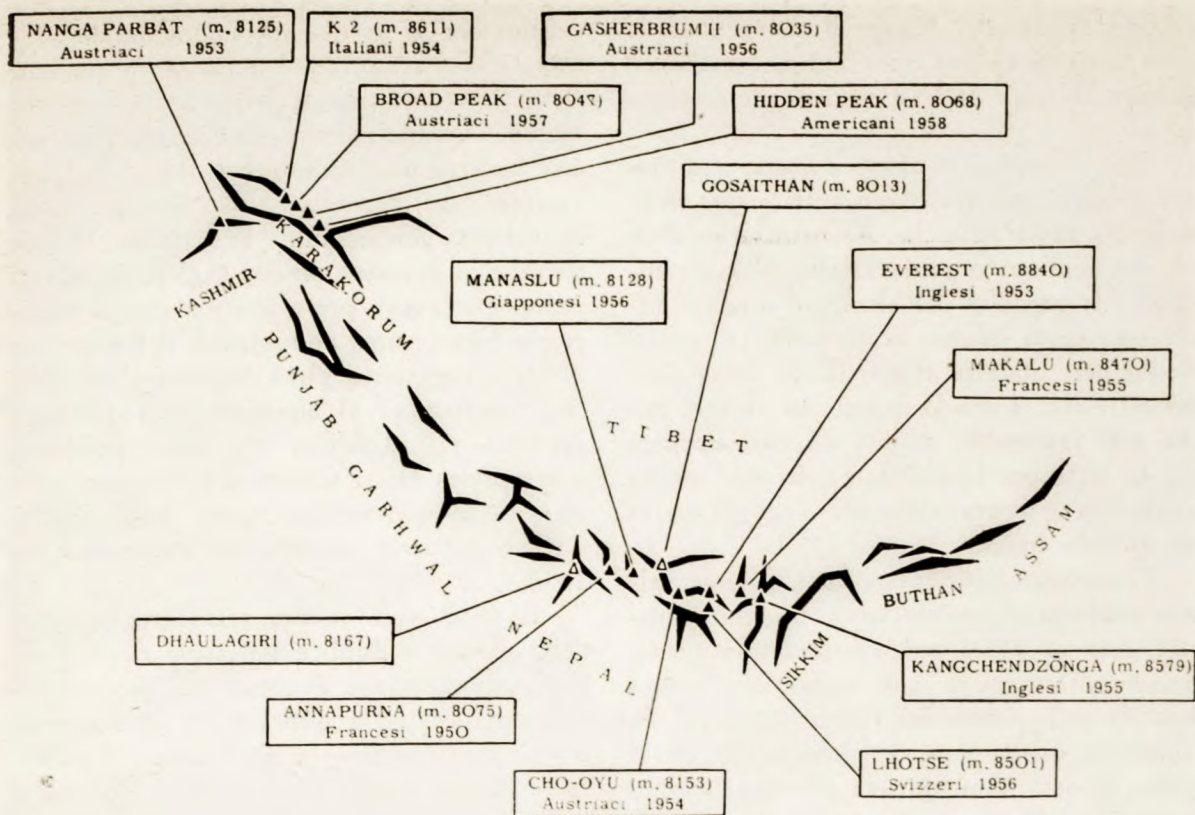 NANGA PARBAT (m. 8125)
Austriaci 1953
K 2 (m. 8611)
Italiani 1954
GASHERBRUM II (m. 8035)
Austriaci 1956
BROAD PEAK (m. 8047)
Austriaci 1957
HIDDEN PEAK (m. 8068)
Americani 1958
GOSAITHAN (m. 8013)
MANASLU (m. 8128)
Giapponesi 1956
EVEREST (m. 8840)
Inglesi 1953
MAKALU (m. 8470)
Francesi 1955
KARAKORUM
KASHMIR
PUNJAB
GARHWAL
TIBET
NEPAL
SIKKIM
BUTHAN
ASSAM
DHAULAGIRI (m. 8167)
ANNAPURNA (m. 8075)
Francesi 1950
CHO-OYU (m. 8153)
Austriaci 1954
KANGCHENDZŌNGA (m. 8579)
Inglesi 1955
LHOTSE (m. 8501)
Svizzeri 1956